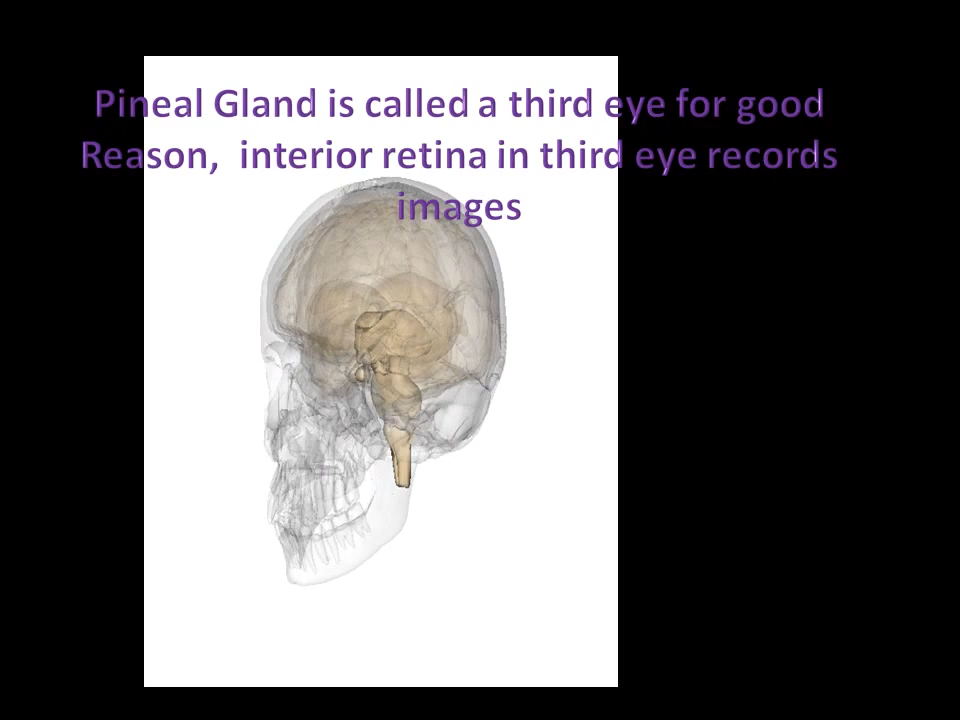 Pineal Gland is called a third eye for good
Reason,  interior retina in third eye records
images